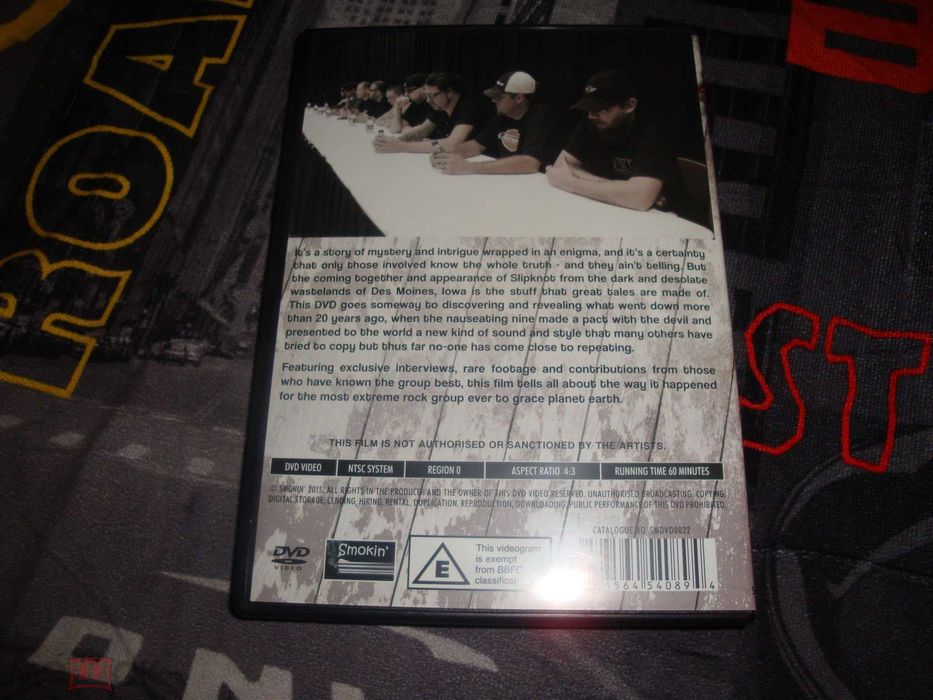 It's a story of mystery and intrigue wrapped in an enigma, and it's a certainty
that only those involved know the whole truth - and they ain't telling. But
the coming together and appearance of Slipknot from the dark and desolate
wastelands of Des Moines, Iowa is the stuff that great tales are made of.
This DVD goes someway to discovering and revealing what went down more
than 20 years ago, when the nauseating nine made a pact with the devil and
presented to the world a new kind of sound and style that many others have
tried to copy but thus far no-one has come close to repeating.
Featuring exclusive interviews, rare footage and contributions from those
who have known the group best, this film tells all about the way it happened
for the most extreme rock group ever to grace planet earth.
THIS FILM IS NOT AUTHORISED OR SANCTIONED BY THE ARTISTS.
DVD VIDEO NTSC SYSTEM REGION 0 ASPECT RATIO 4:3 RUNNING TIME 60 MINUTES
© SMOKIN' 2015. ALL RIGHTS IN THE PRODUCER AND THE OWNER OF THIS DVD VIDEO RESERVED. UNAUTHORISED BROADCASTING, COPYING,
DIGITAL STORAGE, LENDING, HIRING, RENTAL, DUPLICATION, REPRODUCTION, DOWNLOADING, PUBLIC PERFORMANCE OF THIS DVD PROHIBITED.
CATALOGUE NO. SMDVD0022
DVD
VIDEO
Smokin'
E
This videogram
is exempt
from BBFC
564 54089 4
ROA
ST
ON